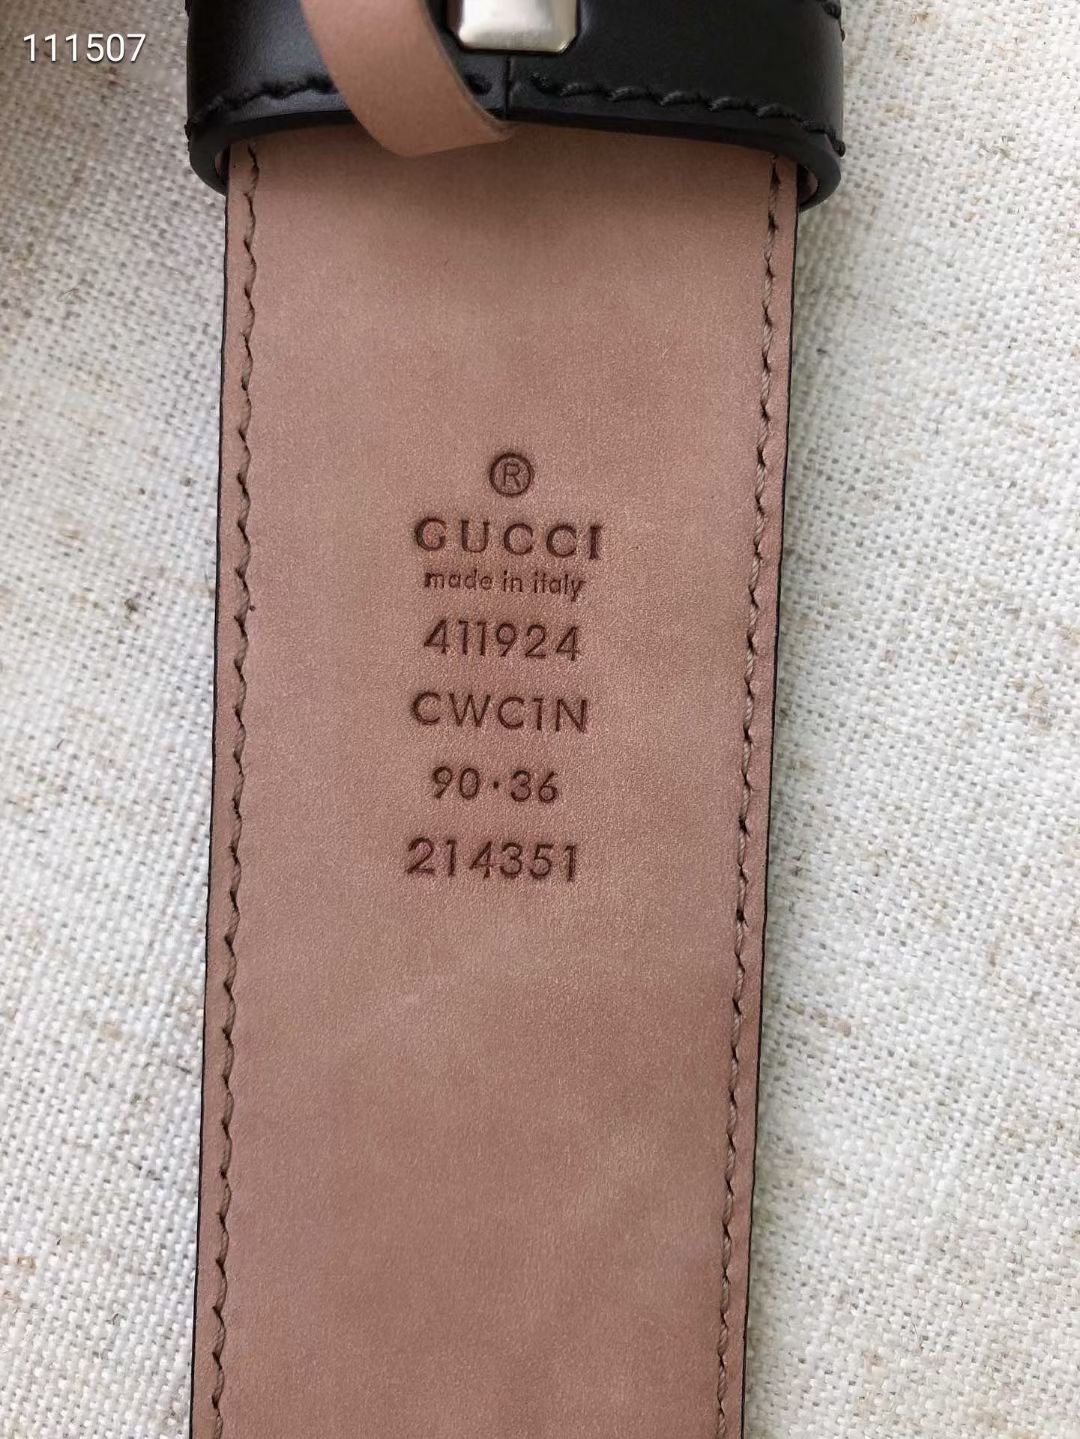 111507
®
GUCCI
made in italy
411924
CWC1N
90·36
214351